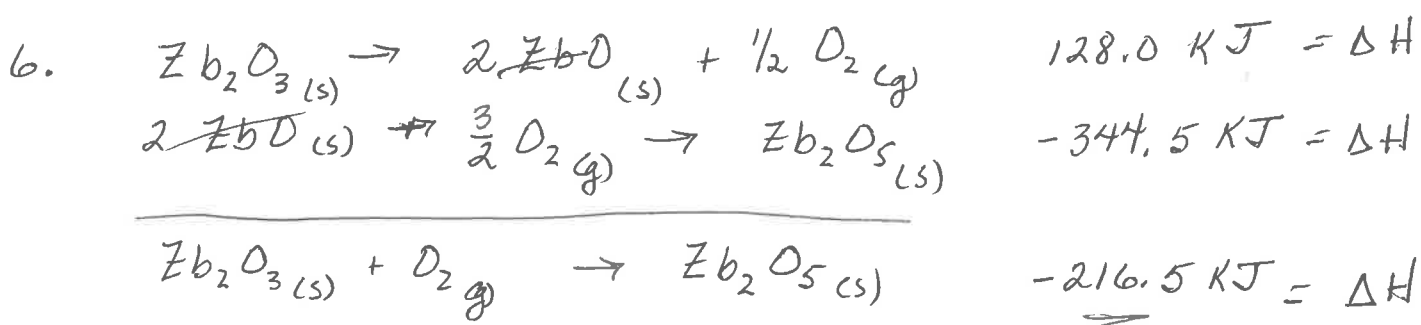 6. Zb₂O₃ (s) → 2 ZbO (s) + 1/2 O₂ (g) 128.0 KJ = ΔH
2 ZbO (s) + 3/2 O₂ (g) → Zb₂O₅ (s) -344.5 KJ = ΔH
Zb₂O₃ (s) + O₂ (g) → Zb₂O₅ (s) -216.5 KJ = ΔH